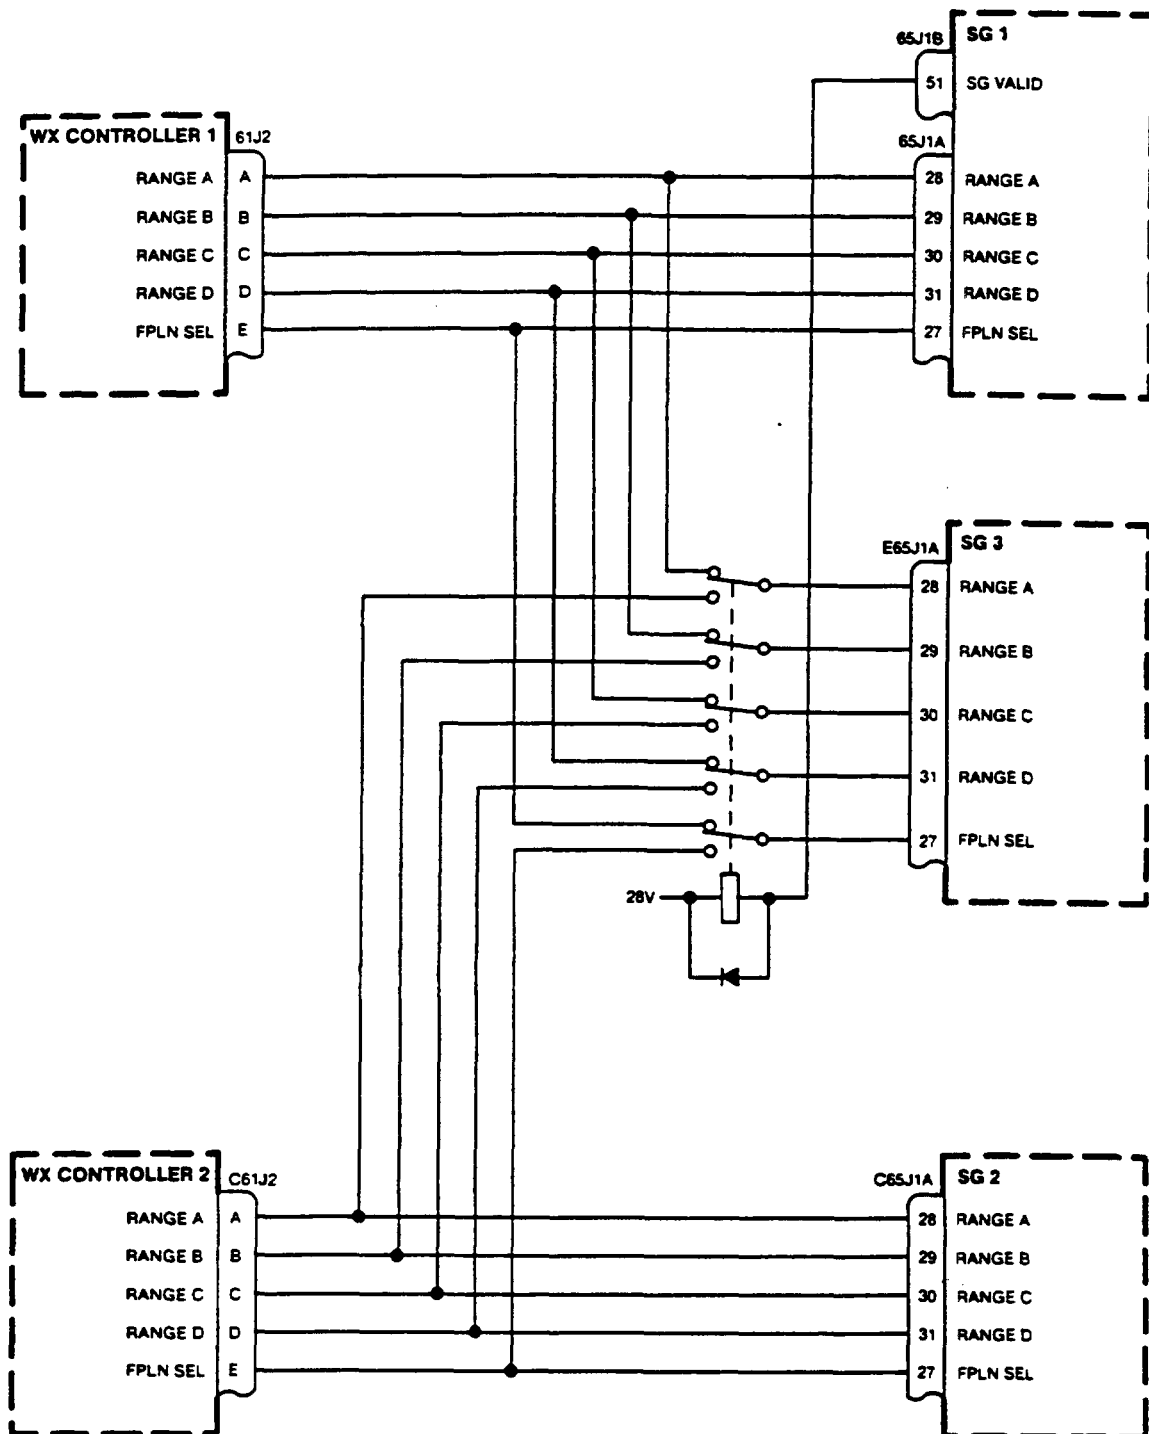 65J1B
SG 1
51 SG VALID
WX CONTROLLER 1
61J2
65J1A
RANGE A A
28 RANGE A
RANGE B B
29 RANGE B
RANGE C C
30 RANGE C
RANGE D D
31 RANGE D
FPLN SEL E
27 FPLN SEL
E65J1A
SG 3
28 RANGE A
29 RANGE B
30 RANGE C
31 RANGE D
27 FPLN SEL
28V
WX CONTROLLER 2
C61J2
C65J1A
SG 2
RANGE A A
28 RANGE A
RANGE B B
29 RANGE B
RANGE C C
30 RANGE C
RANGE D D
31 RANGE D
FPLN SEL E
27 FPLN SEL